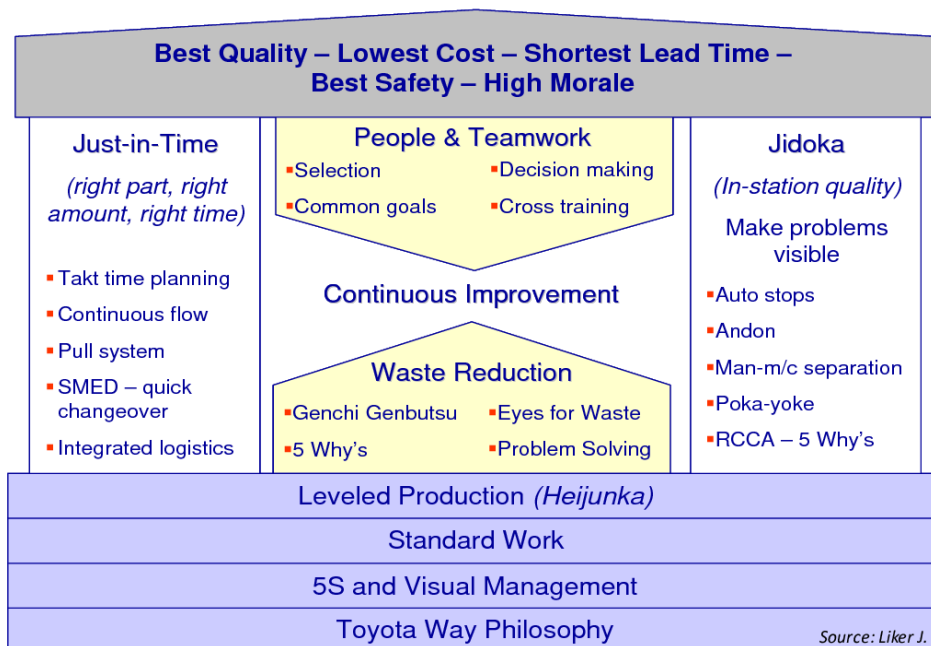 Best Quality – Lowest Cost – Shortest Lead Time –
Best Safety – High Morale
Just-in-Time
(right part, right
amount, right time)
▪Takt time planning
▪Continuous flow
▪Pull system
▪SMED – quick
changeover
▪Integrated logistics
People & Teamwork
▪Selection
▪Decision making
▪Common goals
▪Cross training
Continuous Improvement
Waste Reduction
▪Genchi Genbutsu
▪Eyes for Waste
▪5 Why's
▪Problem Solving
Jidoka
(In-station quality)
Make problems
visible
▪Auto stops
▪Andon
▪Man-m/c separation
▪Poka-yoke
▪RCCA – 5 Why's
Leveled Production (Heijunka)
Standard Work
5S and Visual Management
Toyota Way Philosophy
Source: Liker J.